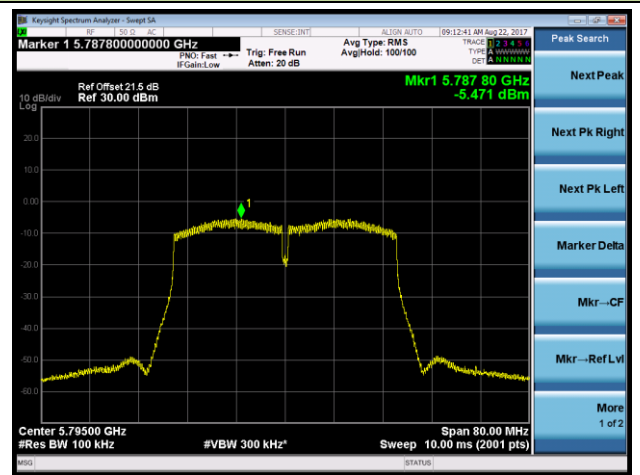 Keysight Spectrum Analyzer - Swept SA
RF 50 Ω AC SENSE:INT ALIGN AUTO 09:12:41 AM Aug 22, 2017
Marker 1 5.787800000000 GHz
PNO: Fast
IFGain:Low
Trig: Free Run
Atten: 20 dB
Avg Type: RMS
Avg|Hold: 100/100
TRACE 1 2 3 4 5 6
TYPE A WWWWW
DET A N N N N N
Peak Search
Mkr1 5.787 80 GHz
-5.471 dBm
Ref Offset 21.5 dB
10 dB/div Ref 30.00 dBm
Log
20.0
10.0
0.00
-10.0
-20.0
-30.0
-40.0
-50.0
-60.0
1
Next Peak
Next Pk Right
Next Pk Left
Marker Delta
Mkr→CF
Mkr→Ref Lvl
More
1 of 2
Center 5.79500 GHz Span 80.00 MHz
#Res BW 100 kHz #VBW 300 kHz* Sweep 10.00 ms (2001 pts)
MSG STATUS